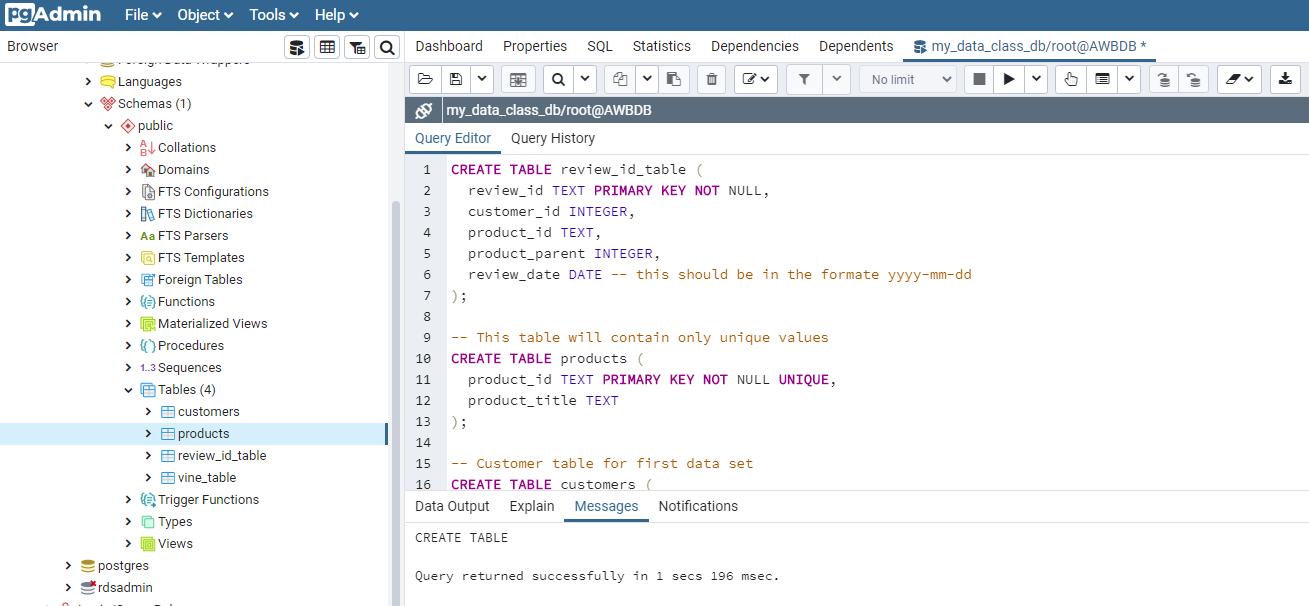 pgAdmin File Object Tools Help
Browser
Dashboard Properties SQL Statistics Dependencies Dependents my_data_class_db/root@AWBDB *
Foreign Data Wrappers
Languages
Schemas (1)
public
Collations
Domains
FTS Configurations
FTS Dictionaries
Aa FTS Parsers
FTS Templates
Foreign Tables
Functions
Materialized Views
Procedures
1..3 Sequences
Tables (4)
customers
products
review_id_table
vine_table
Trigger Functions
Types
Views
postgres
rdsadmin
No limit
my_data_class_db/root@AWBDB
Query Editor Query History
1 CREATE TABLE review_id_table (
2 review_id TEXT PRIMARY KEY NOT NULL,
3 customer_id INTEGER,
4 product_id TEXT,
5 product_parent INTEGER,
6 review_date DATE -- this should be in the formate yyyy-mm-dd
7 );
8
9 -- This table will contain only unique values
10 CREATE TABLE products (
11 product_id TEXT PRIMARY KEY NOT NULL UNIQUE,
12 product_title TEXT
13 );
14
15 -- Customer table for first data set
16 CREATE TABLE customers (
Data Output Explain Messages Notifications
CREATE TABLE
Query returned successfully in 1 secs 196 msec.